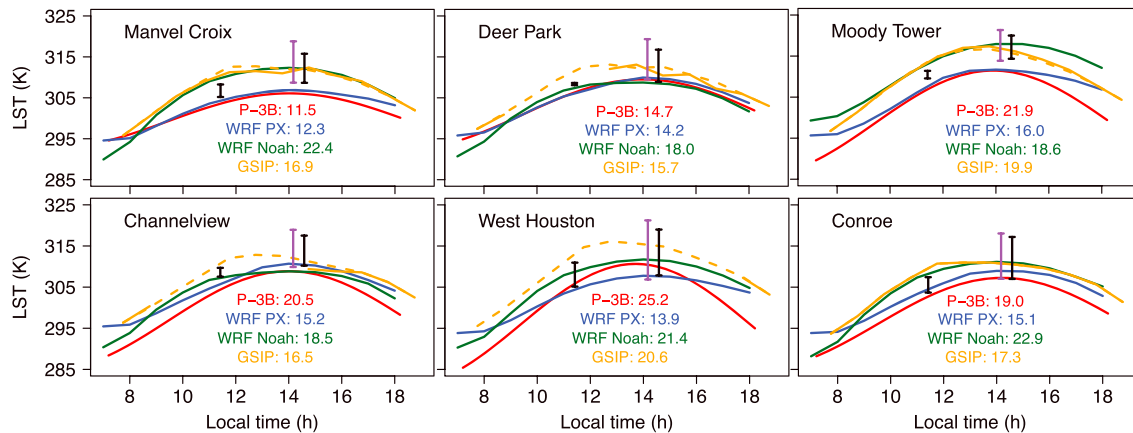 325
315
305
295
285
LST (K)
Manvel Croix
P−3B: 11.5
WRF PX: 12.3
WRF Noah: 22.4
GSIP: 16.9
Deer Park
P−3B: 14.7
WRF PX: 14.2
WRF Noah: 18.0
GSIP: 15.7
325
315
305
295
285
LST (K)
Moody Tower
P−3B: 21.9
WRF PX: 16.0
WRF Noah: 18.6
GSIP: 19.9
325
315
305
295
285
LST (K)
Channelview
P−3B: 20.5
WRF PX: 15.2
WRF Noah: 18.5
GSIP: 16.5
8 10 12 14 16 18
Local time (h)
West Houston
P−3B: 25.2
WRF PX: 13.9
WRF Noah: 21.4
GSIP: 20.6
8 10 12 14 16 18
Local time (h)
Conroe
P−3B: 19.0
WRF PX: 15.1
WRF Noah: 22.9
GSIP: 17.3
8 10 12 14 16 18
Local time (h)